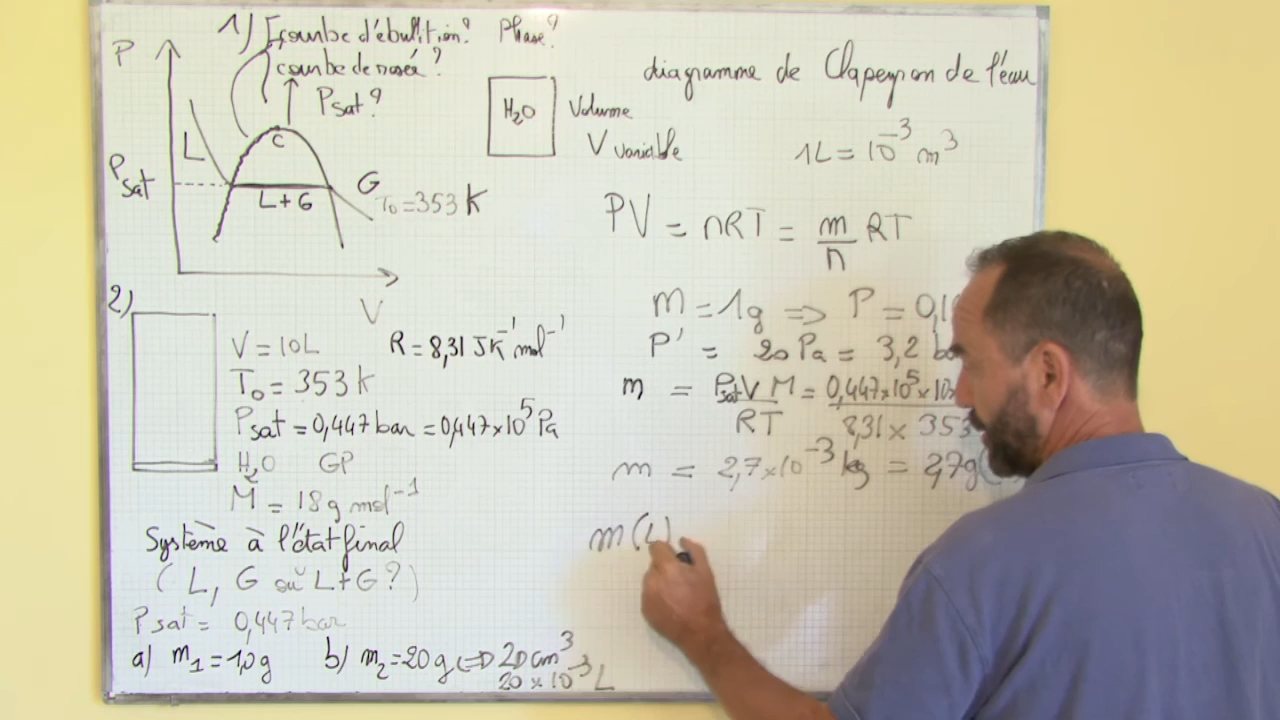 1) Courbe d'ébullition? Phase?
courbe de rosée?
Psat?
P
C
L
Psat
L+G
G
T₀=353 K
V
H₂O
Volume
V variable
diagramme de Clapeyron de l'eau
1L = 10⁻³ m³
PV = nRT = m/n RT
2)
V = 10L
R = 8,31 JK⁻¹ mol⁻¹
T₀ = 353 K
Psat = 0,447 bar = 0,447×10⁵ Pa
H₂O GP
M = 18 g mol⁻¹
Système à l'état final
( L, G ou L+G ? )
Psat = 0,447 bar
a) m₁ = 1,0 g b) m₂ = 20 g ⇔ 20 cm³
20 × 10⁻³ L
m = 1g ⇒ P = 0,1
P' = 20 Pa = 3,2
m = Psat V M / RT = 0,447×10⁵ × 10 / 8,31 × 353
m = 2,7×10⁻³ kg = 2,7g
m(L)